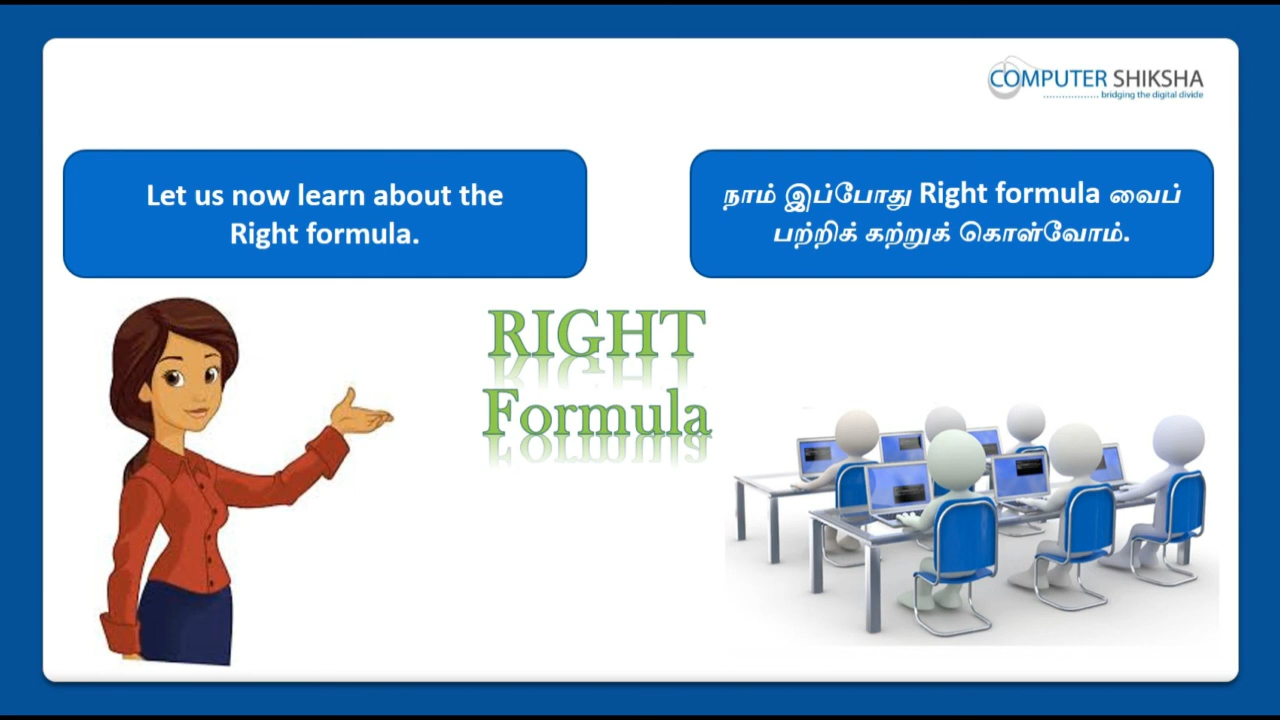 COMPUTER SHIKSHA
bridging the digital divide
Let us now learn about the
Right formula.
நாம் இப்போது Right formula வைப்
பற்றிக் கற்றுக் கொள்வோம்.
RIGHT
Formula